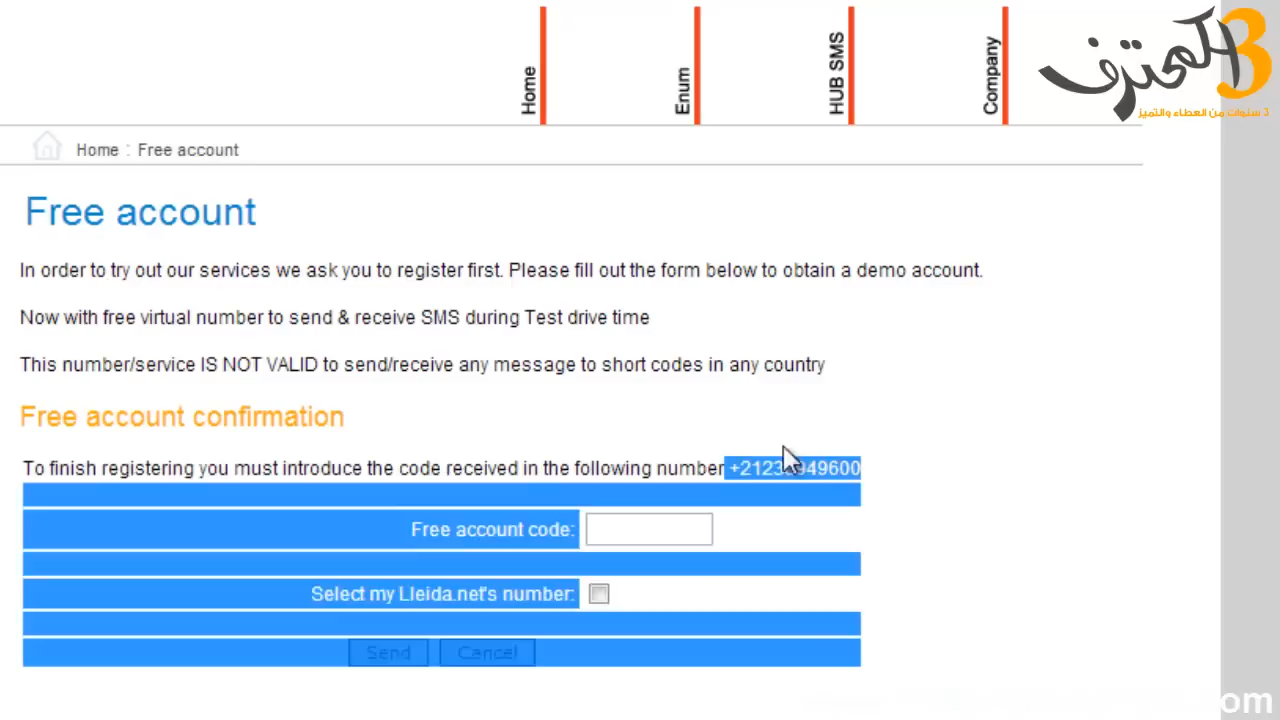 Home
Enum
HUB SMS
Company
المحترف
3
3 سنوات من العطاء والتميز
Home : Free account
Free account
In order to try out our services we ask you to register first. Please fill out the form below to obtain a demo account.
Now with free virtual number to send & receive SMS during Test drive time
This number/service IS NOT VALID to send/receive any message to short codes in any country
Free account confirmation
To finish registering you must introduce the code received in the following number
Free account code:
Select my Lleida.net's number:
Send Cancel
om